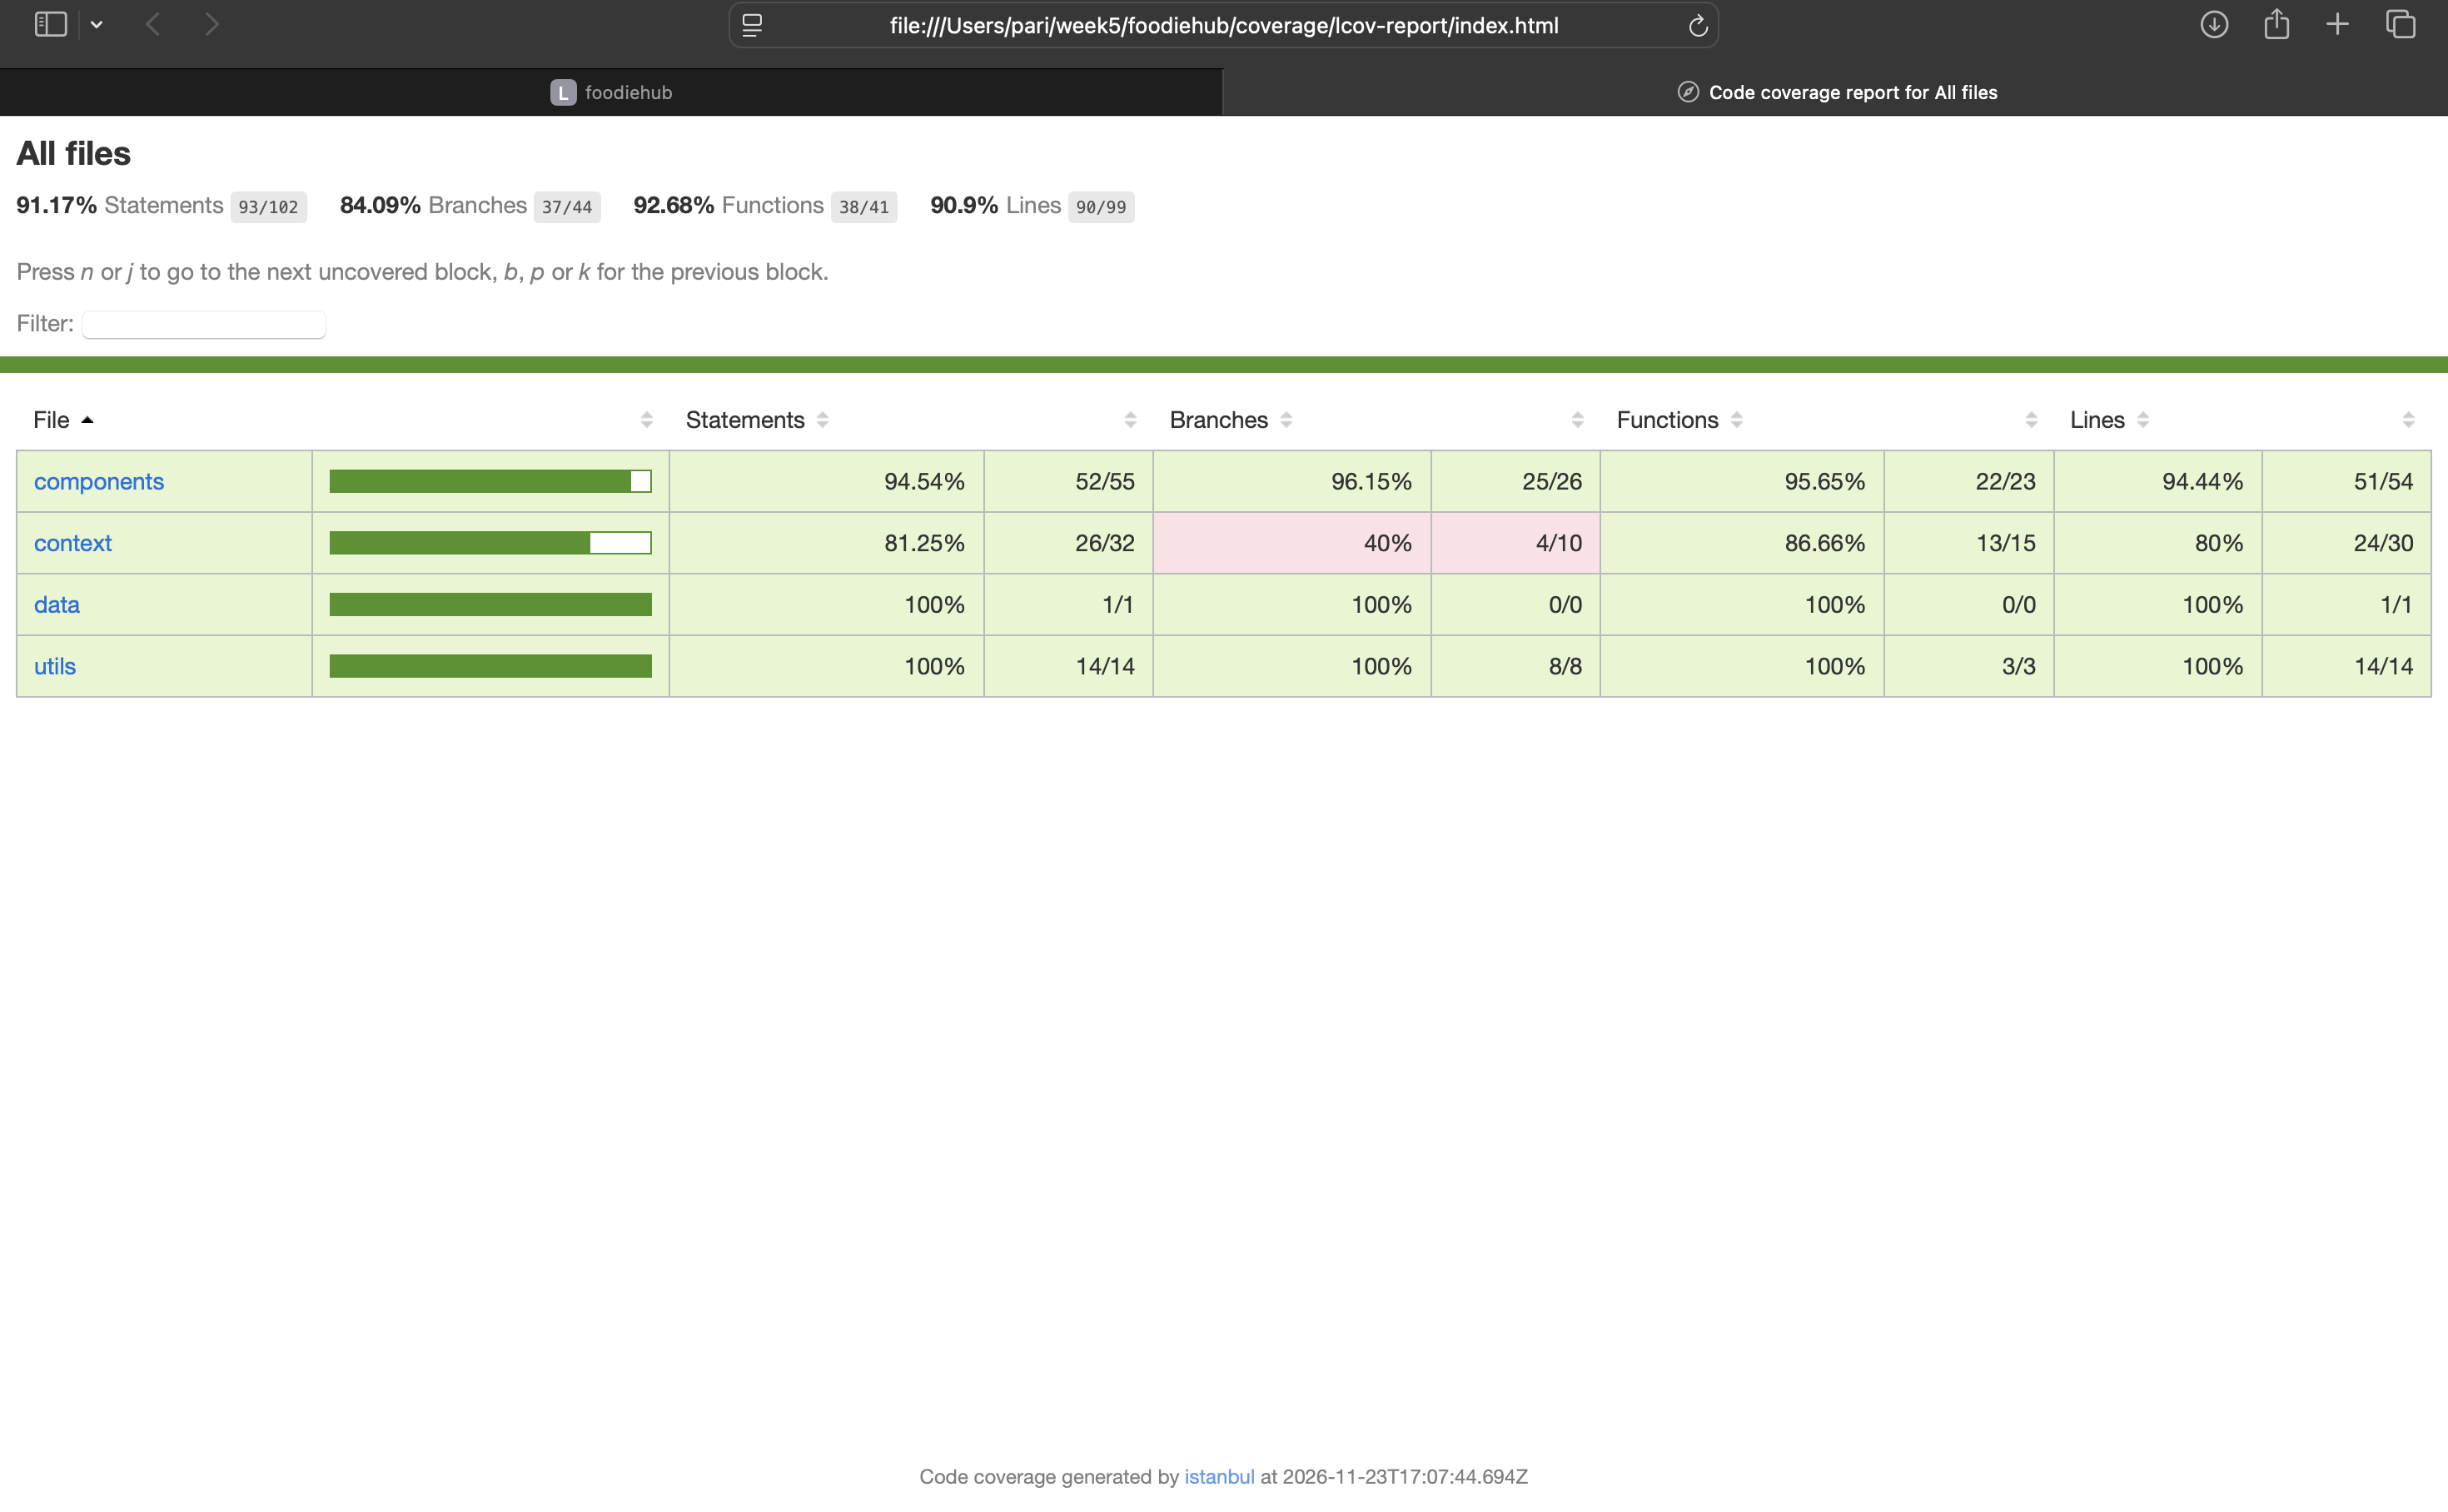 file:///Users/pari/week5/foodiehub/coverage/lcov-report/index.html
L foodiehub
Code coverage report for All files
All files
91.17% Statements 93/102 84.09% Branches 37/44 92.68% Functions 38/41 90.9% Lines 90/99
Press n or j to go to the next uncovered block, b, p or k for the previous block.
Filter:
File Statements Branches Functions Lines
components 94.54% 52/55 96.15% 25/26 95.65% 22/23 94.44% 51/54
context 81.25% 26/32 40% 4/10 86.66% 13/15 80% 24/30
data 100% 1/1 100% 0/0 100% 0/0 100% 1/1
utils 100% 14/14 100% 8/8 100% 3/3 100% 14/14
Code coverage generated by istanbul at 2026-11-23T17:07:44.694Z